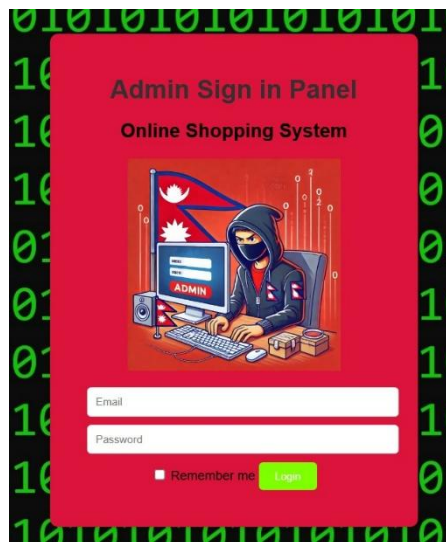 Admin Sign in Panel
Online Shopping System
ADMIN
Email
Password
Remember me Login